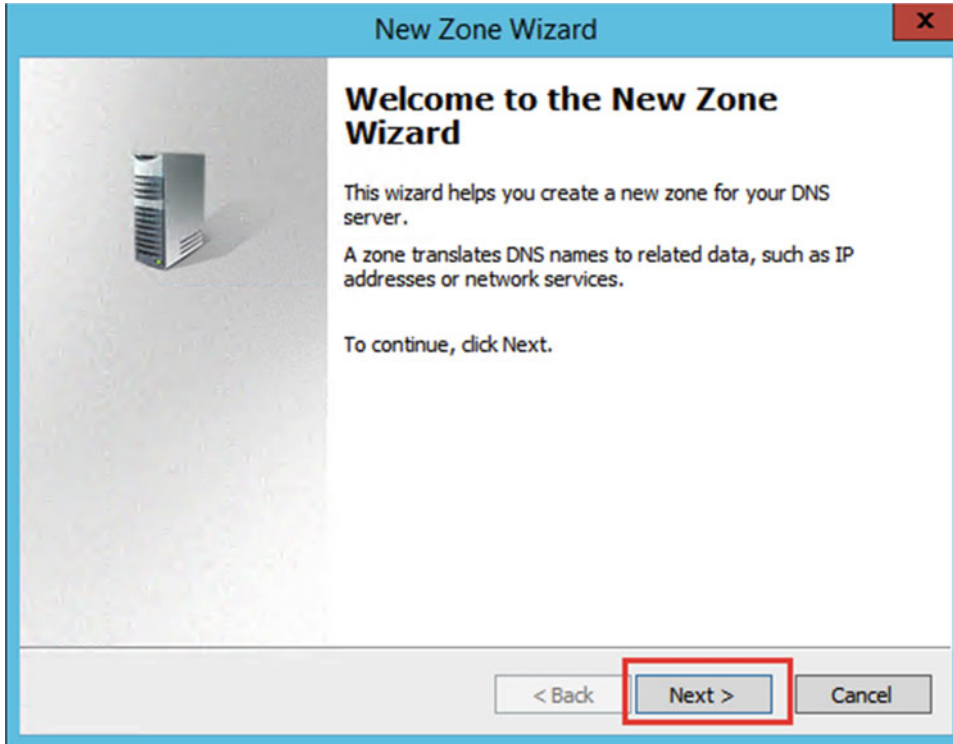 New Zone Wizard
x
Welcome to the New Zone
Wizard
This wizard helps you create a new zone for your DNS
server.
A zone translates DNS names to related data, such as IP
addresses or network services.
To continue, click Next.
< Back Next > Cancel